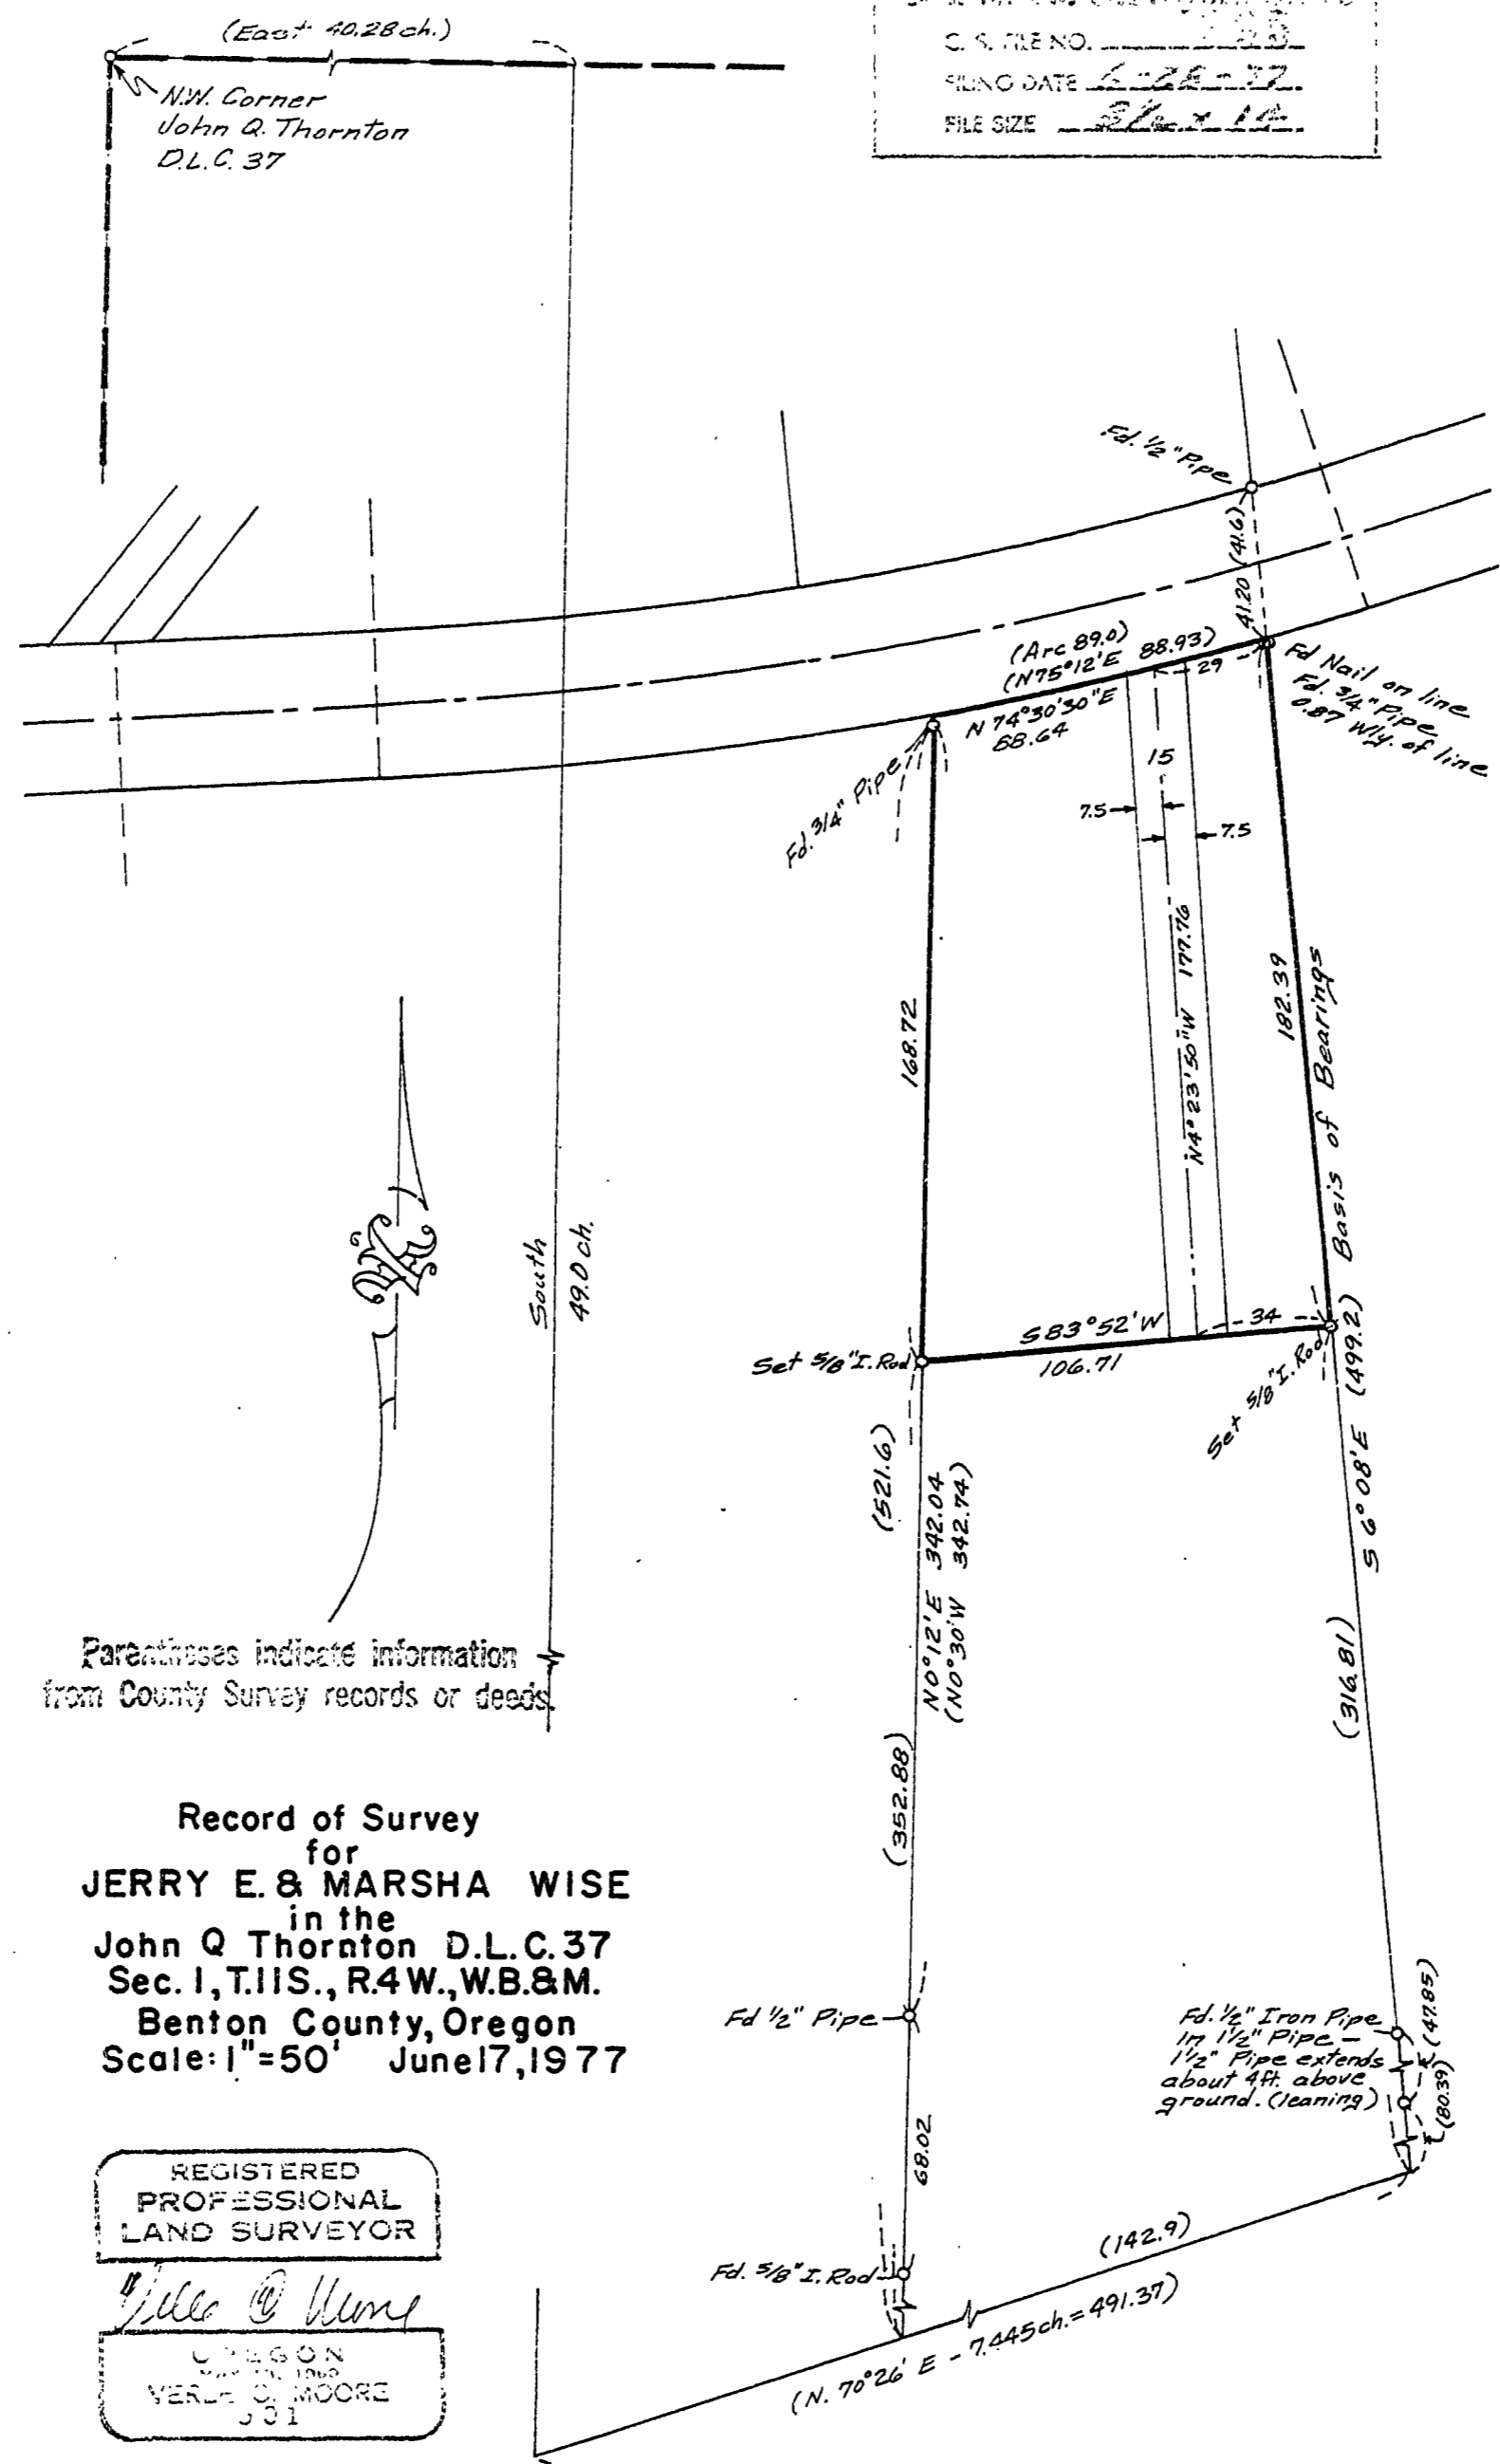 (East 40.28 ch.)
N.W. Corner
John Q. Thornton
D.L.C. 37
C. S. FILE NO.
FILING DATE 6-28-77
FILE SIZE 8½ x 14
Fd. 1/2" Pipe
41.20 (41.6)
(Arc 89.0)
(N75°12'E 88.93)
N 74°30'30"E
88.64
29
Fd Nail on line
Fd. 3/4" Pipe
0.87 Wly. of line
Fd. 3/4" Pipe
15
7.5
7.5
168.72
N4°23'50"W 177.76
182.39
Basis of Bearings
South
49.0 ch.
S83°52'W
34
106.71
Set 5/8" I. Rod
Set 5/8" I. Rod
S 6°08'E (499.2)
(521.6)
N0°12'E 342.04
(N0°30'W 342.74)
(316.81)
(352.88)
Parentheses indicate information
from County Survey records or deeds.
Record of Survey
for
JERRY E. & MARSHA WISE
in the
John Q Thornton D.L.C. 37
Sec. 1, T.11S., R.4W., W.B.&M.
Benton County, Oregon
Scale: 1"=50' June 17, 1977
Fd 1/2" Pipe
Fd. 1/2" Iron Pipe
in 1 1/2" Pipe –
1 1/2" Pipe extends
about 4ft. above
ground. (leaning)
(47.85)
(80.39)
68.02
Fd. 5/8" I. Rod
(142.9)
(N. 70°26' E - 7.445 ch. = 491.37)
REGISTERED
PROFESSIONAL
LAND SURVEYOR
OREGON
VERLE O. MOORE